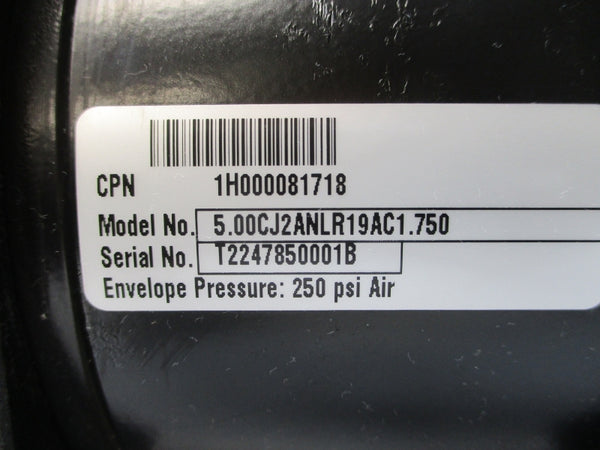 CPN 1H000081718
Model No. 5.00CJ2ANLR19AC1.750
Serial No. T2247850001B
Envelope Pressure: 250 psi Air